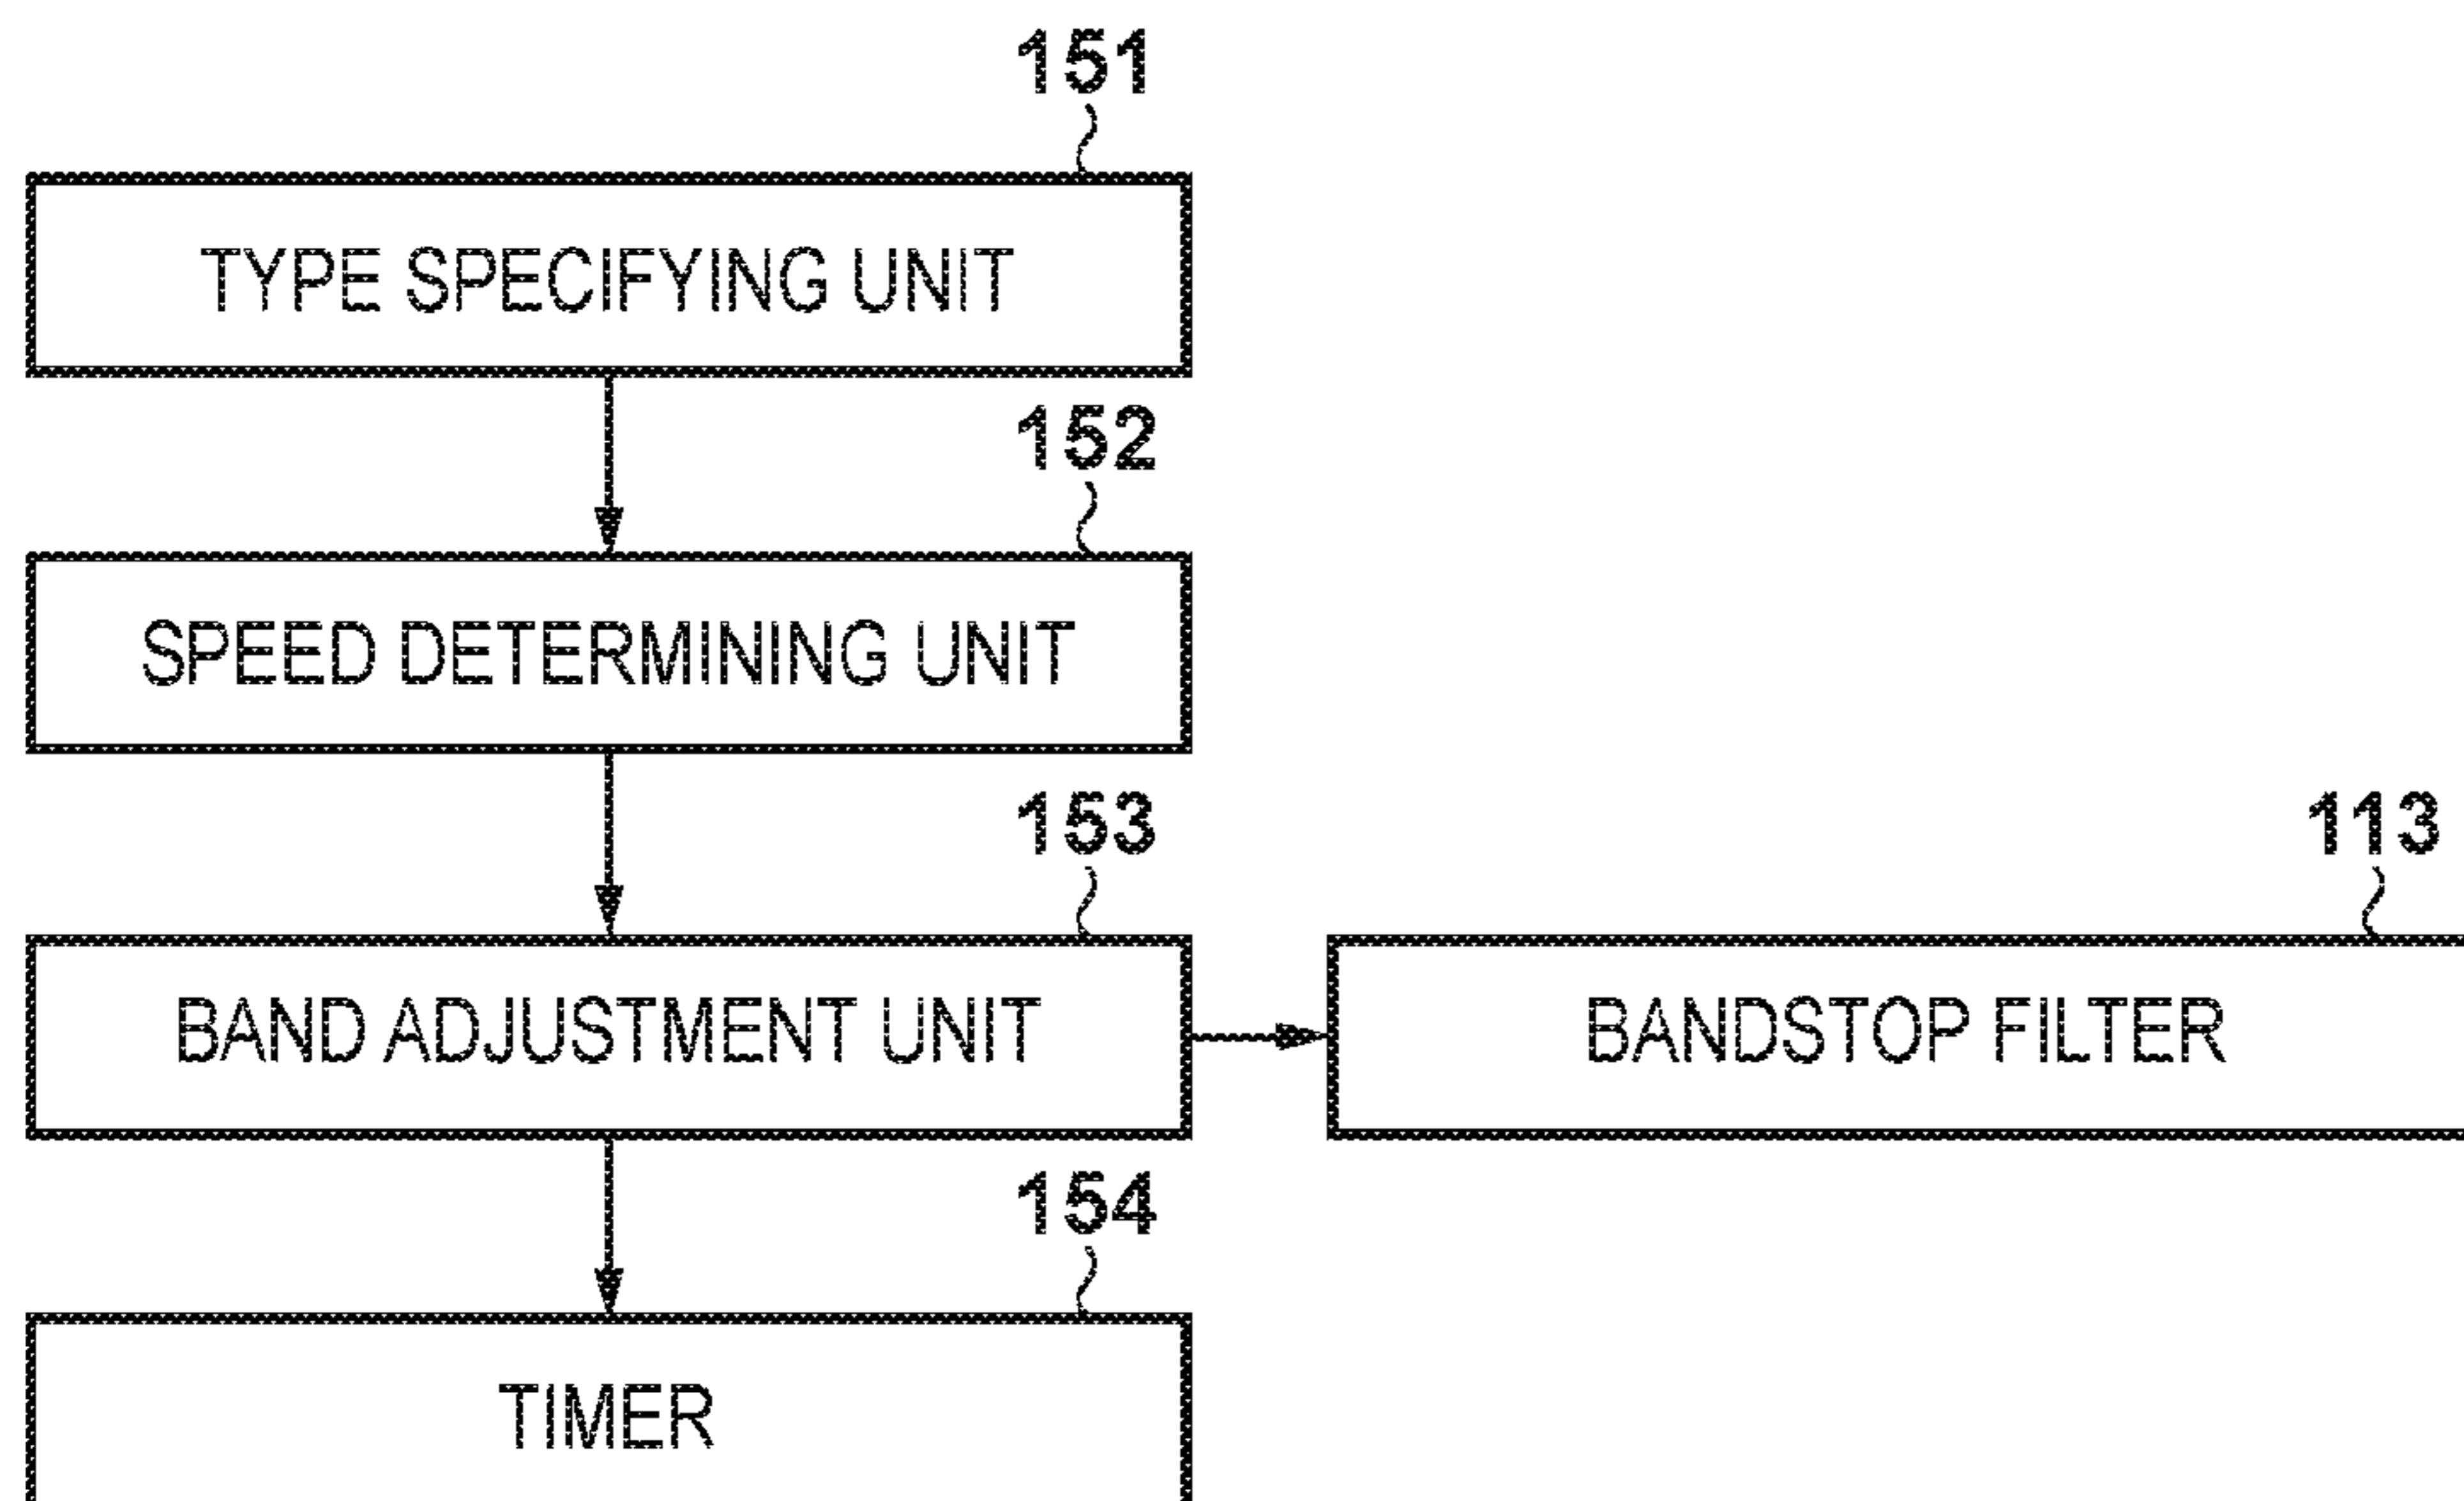 151
TYPE SPECIFYING UNIT
152
SPEED DETERMINING UNIT
153
113
BAND ADJUSTMENT UNIT
BANDSTOP FILTER
154
TIMER